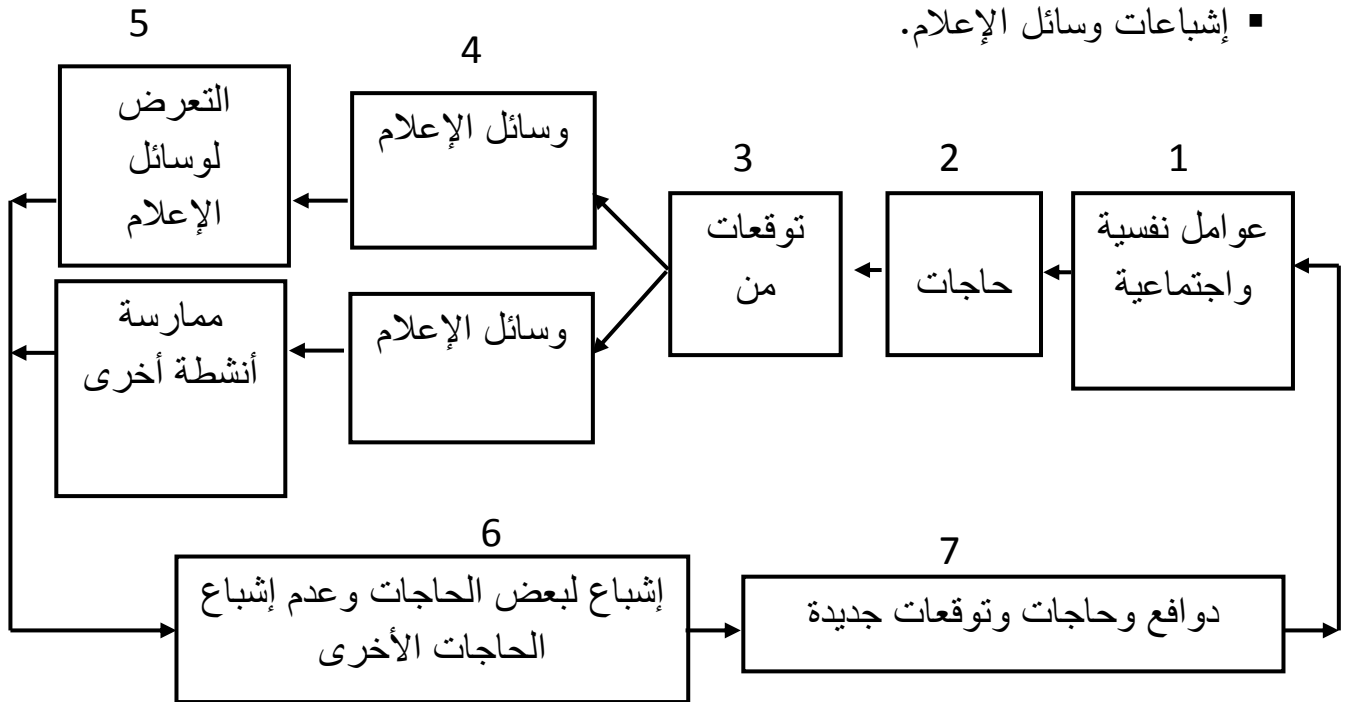 ▪ إشباعات وسائل الإعلام.
1
عوامل نفسية
واجتماعية
2
حاجات
3
توقعات
من
4
وسائل الإعلام
وسائل الإعلام
5
التعرض
لوسائل
الإعلام
ممارسة
أنشطة أخرى
6
إشباع لبعض الحاجات وعدم إشباع
الحاجات الأخرى
7
دوافع وحاجات وتوقعات جديدة